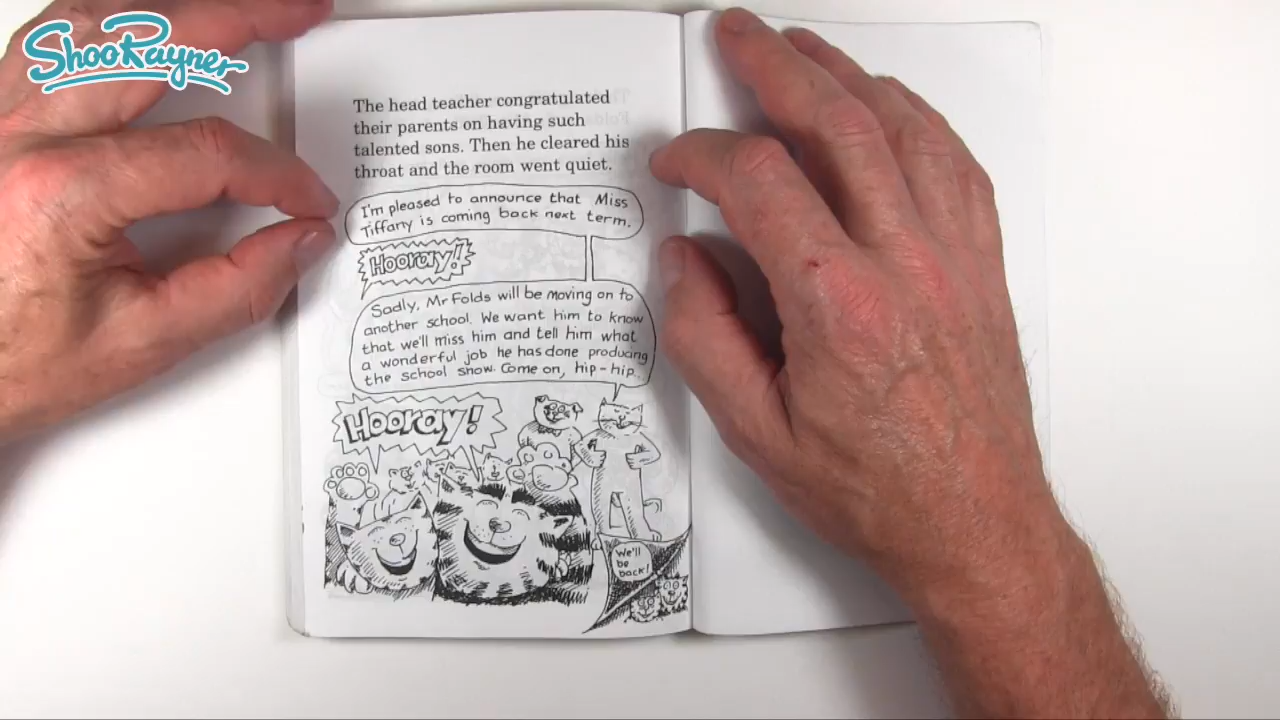 ShooRayner
The head teacher congratulated
their parents on having such
talented sons. Then he cleared his
throat and the room went quiet.
I'm pleased to announce that Miss
Tiffany is coming back next term.
Hooray!
Sadly, Mr Folds will be moving on to
another school. We want him to know
that we'll miss him and tell him what
a wonderful job he has done producing
the school show. Come on, hip-hip.
Hooray!
We'll
be
back!